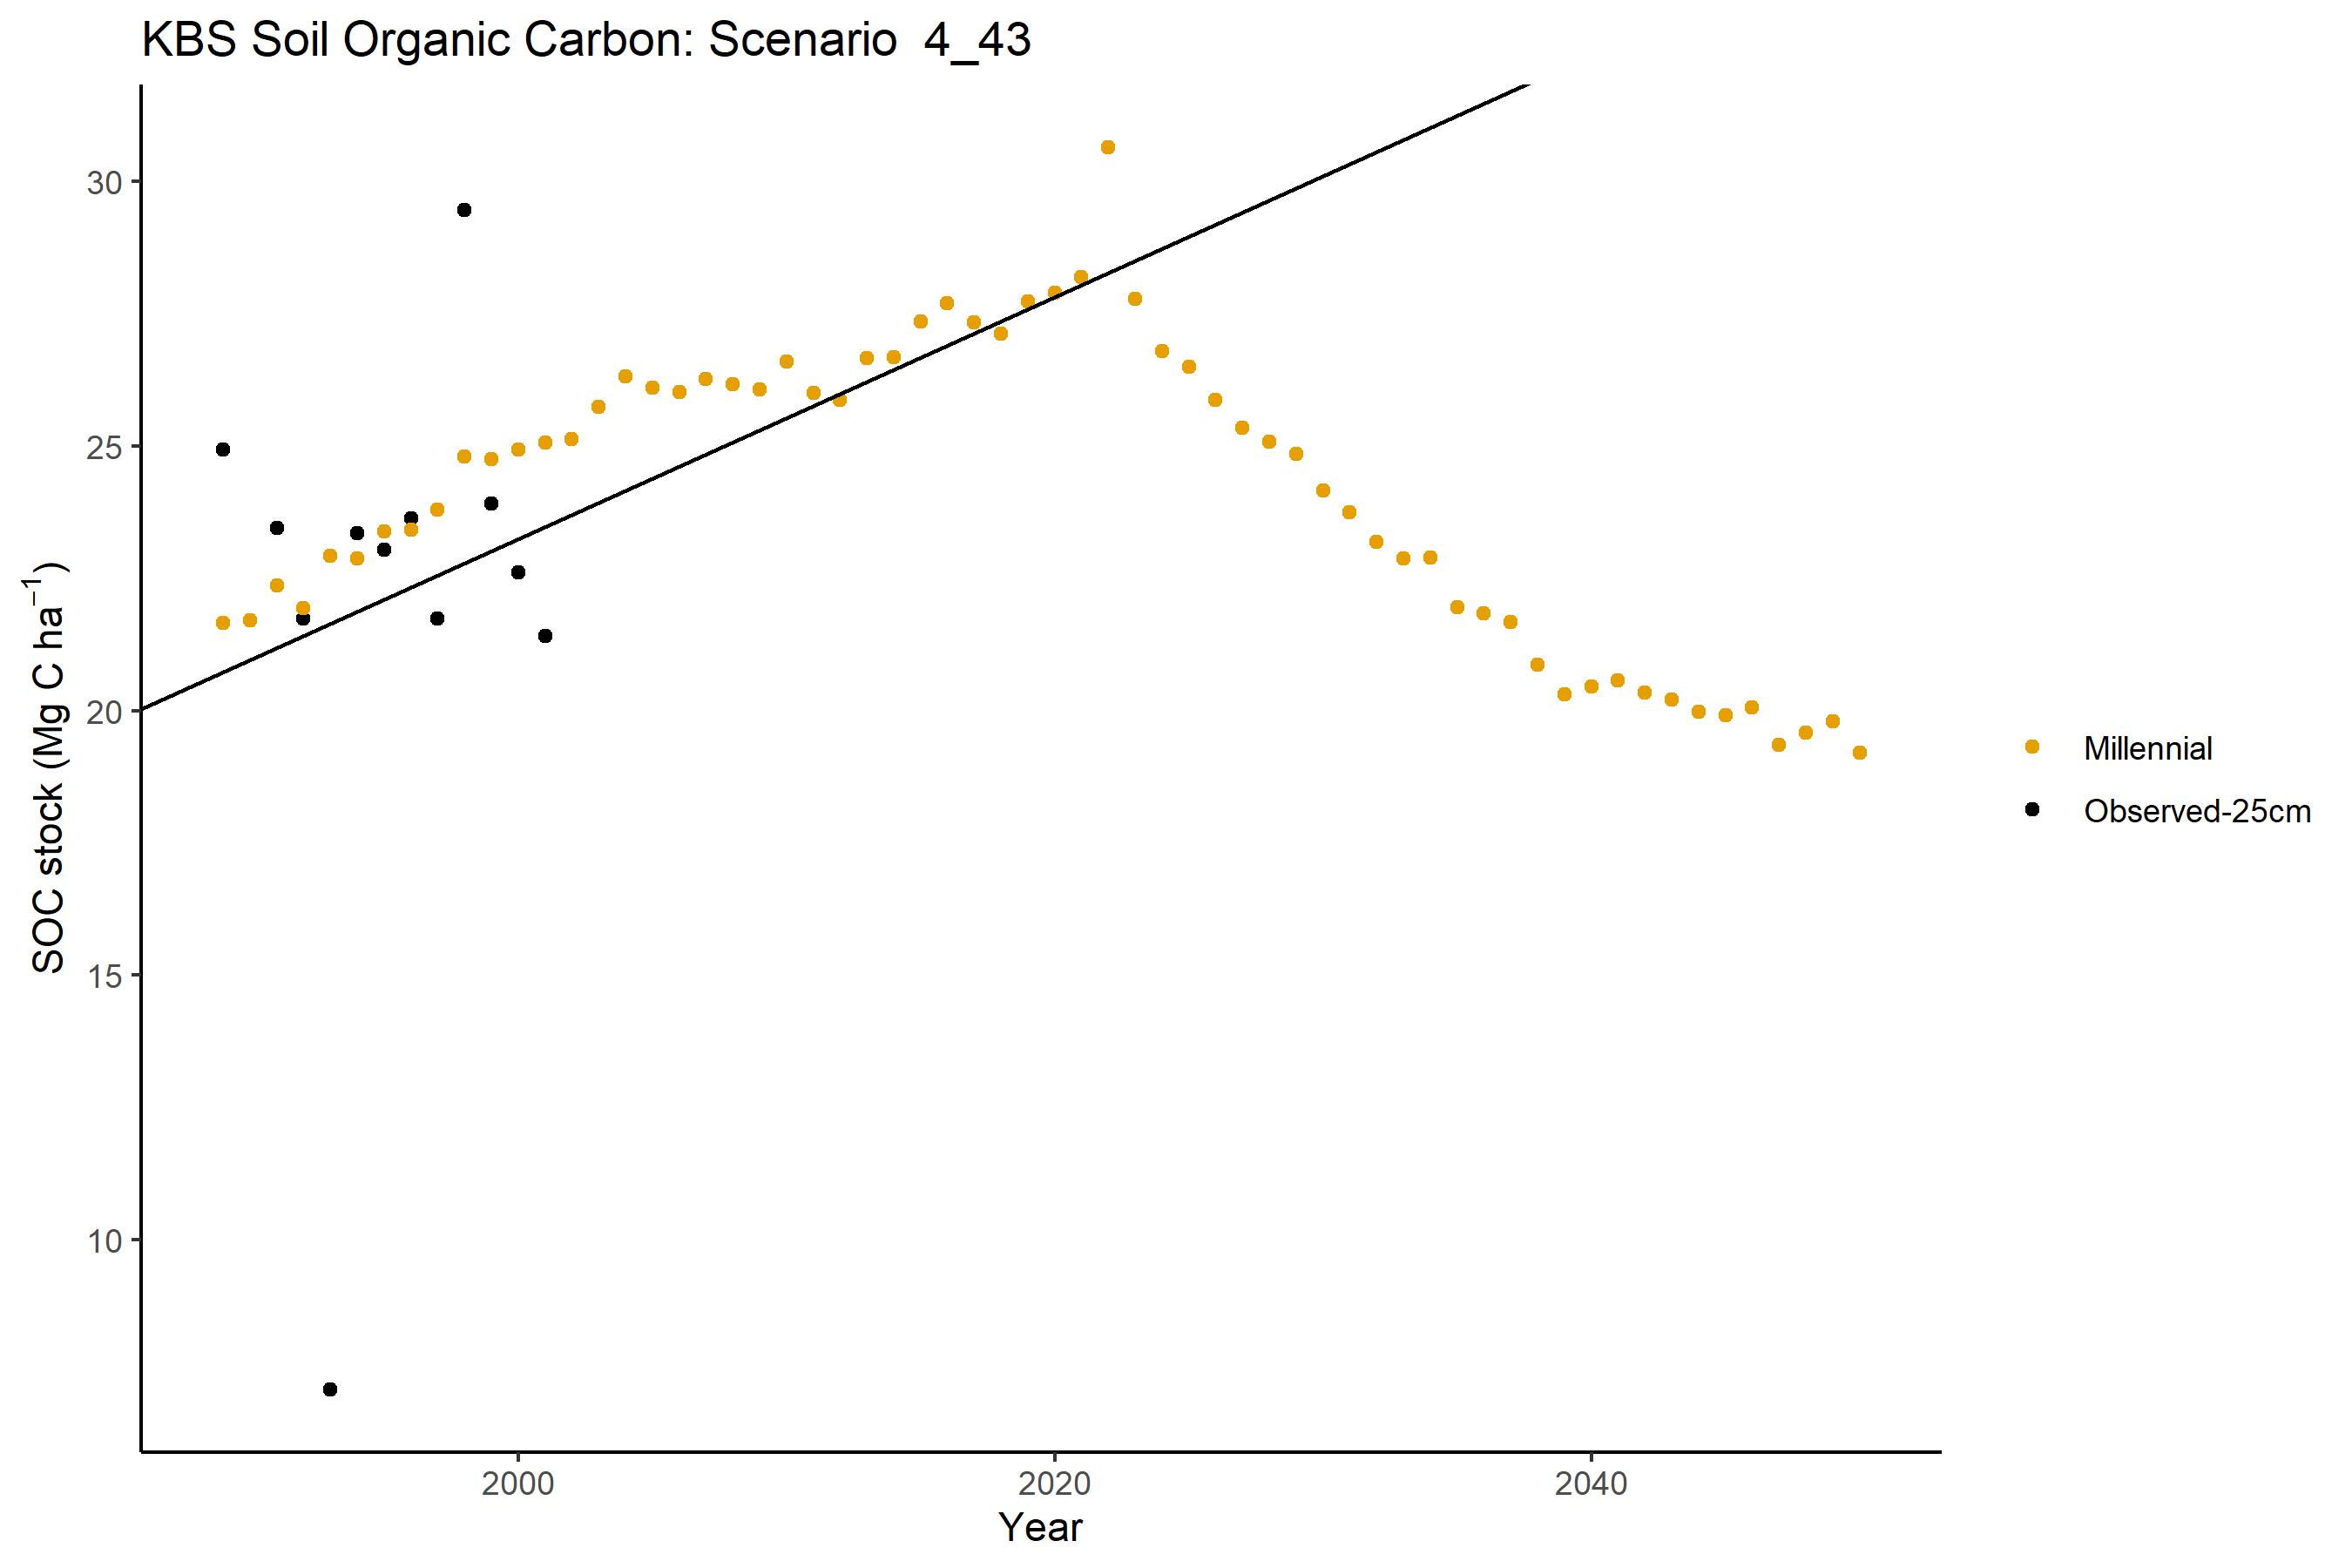 KBS Soil Organic Carbon: Scenario  4_43
SOC stock (Mg C ha⁻¹)
30
25
20
15
10
2000
2020
2040
Year
Millennial
Observed-25cm